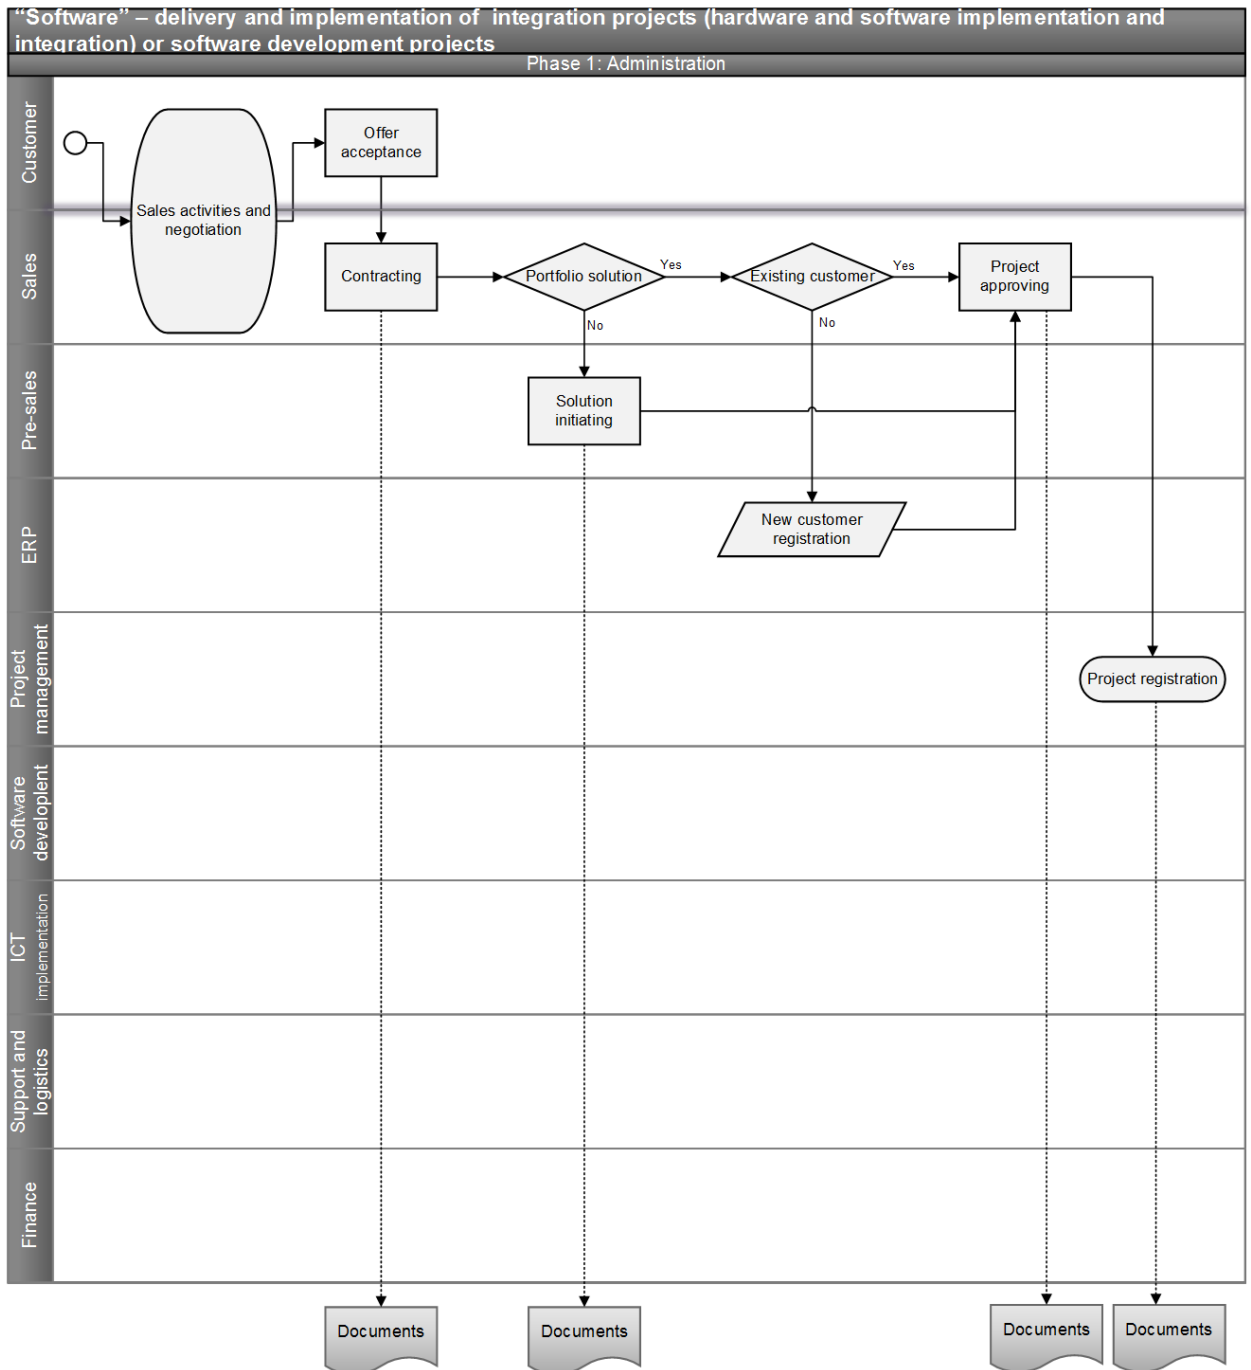 “Software” – delivery and implementation of  integration projects (hardware and software implementation and
integration) or software development projects
Phase 1: Administration
Customer
Offer
acceptance
Sales activities and
negotiation
Sales
Contracting
Portfolio solution
Yes
No
Existing customer
Yes
No
Project
approving
Pre-sales
Solution
initiating
ERP
New customer
registration
Project
management
Project registration
Software
developlent
ICT
implementation
Support and
logistics
Finance
Documents
Documents
Documents
Documents